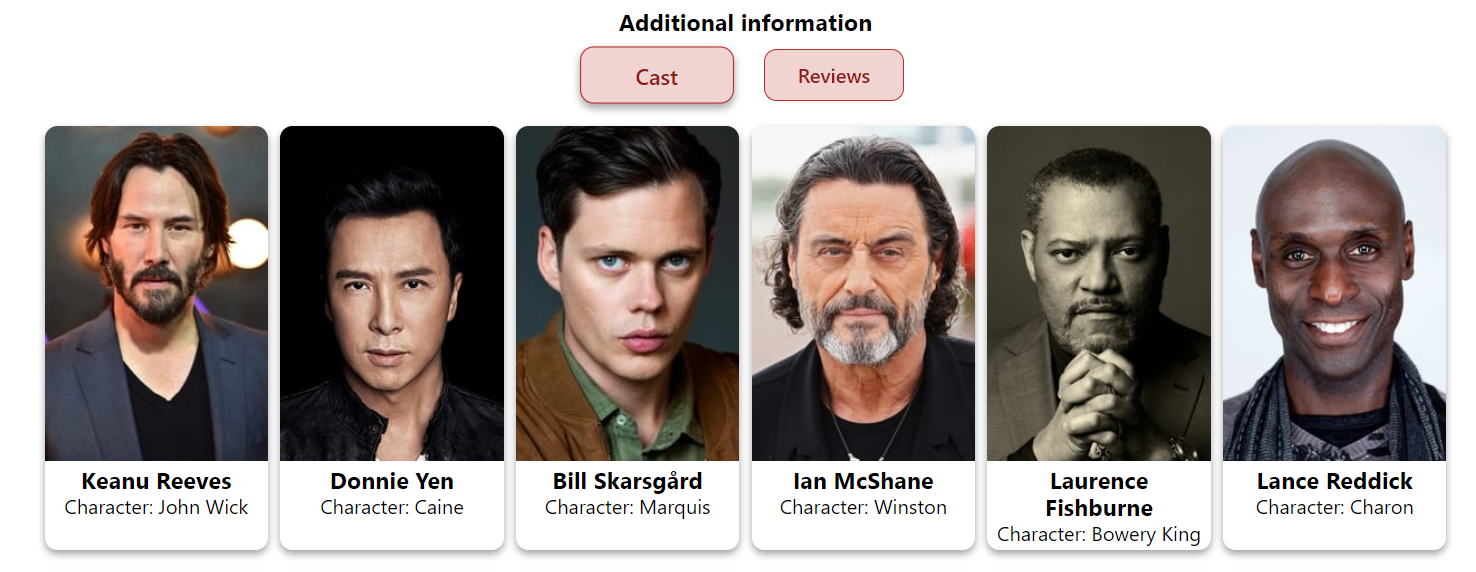 Additional information
Cast
Reviews
Keanu Reeves
Character: John Wick
Donnie Yen
Character: Caine
Bill Skarsgård
Character: Marquis
Ian McShane
Character: Winston
Laurence
Fishburne
Character: Bowery King
Lance Reddick
Character: Charon